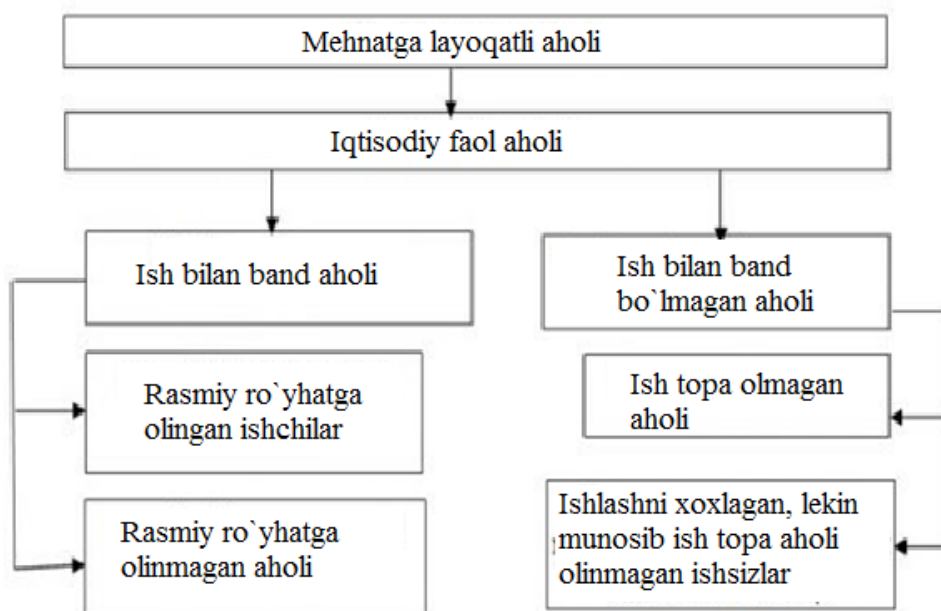 Mehnatga layoqatli aholi
Iqtisodiy faol aholi
Ish bilan band aholi
Ish bilan band
bo`lmagan aholi
Rasmiy ro`yhatga
olingan ishchilar
Ish topa olmagan
aholi
Rasmiy ro`yhatga
olinmagan aholi
Ishlashni xoxlagan, lekin
munosib ish topa aholi
olinmagan ishsizlar